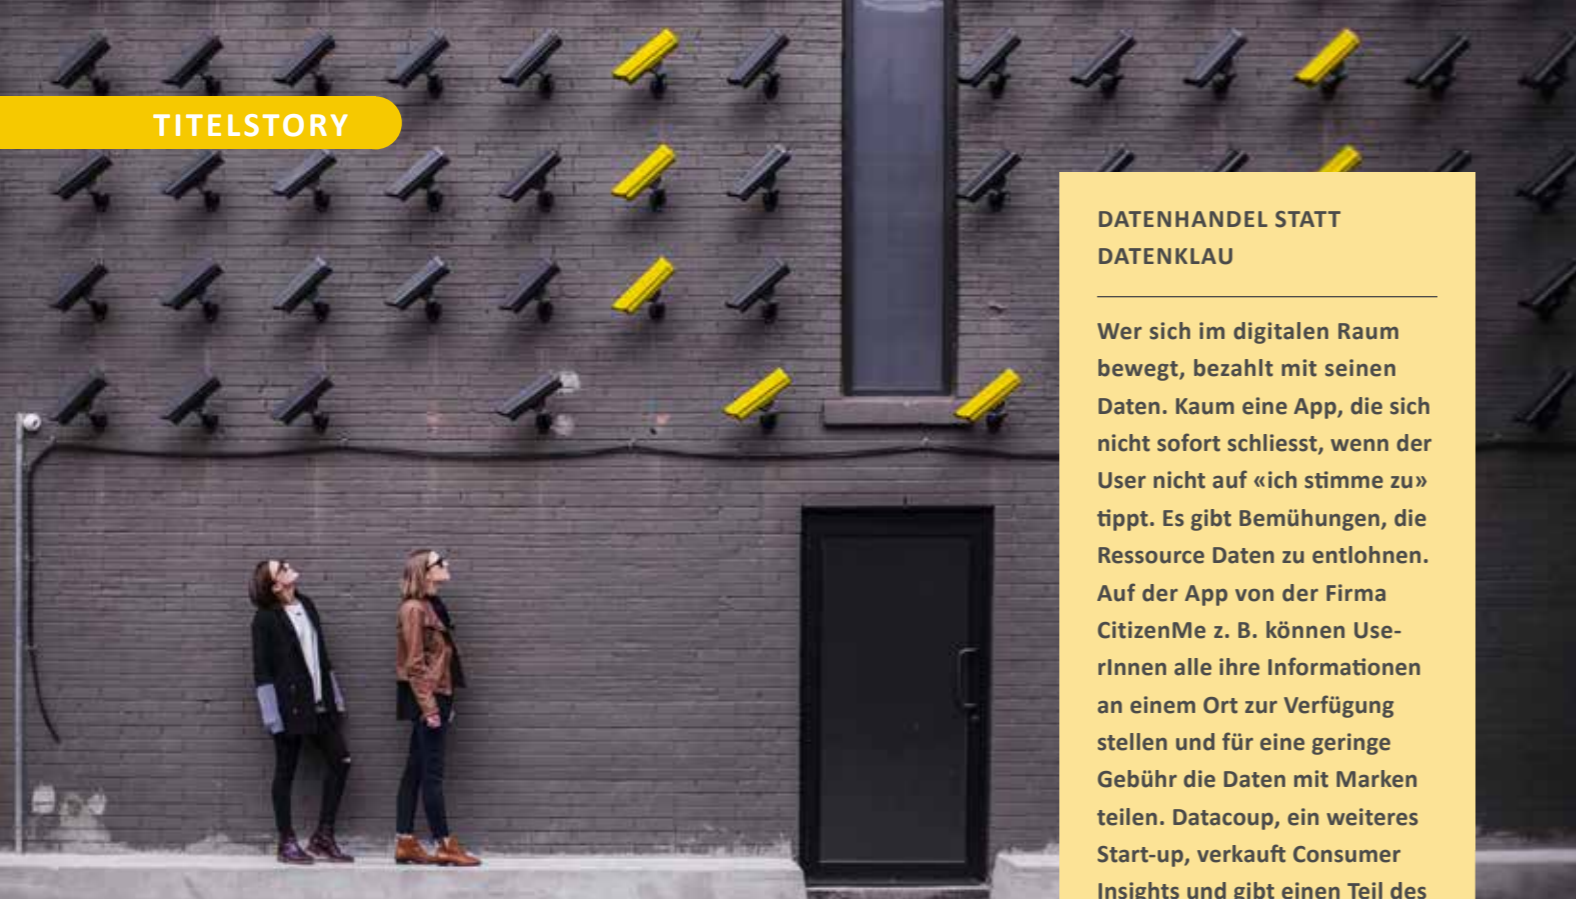 TITELSTORY
DATENHANDEL STATT
DATENKLAU
Wer sich im digitalen Raum
bewegt, bezahlt mit seinen
Daten. Kaum eine App, die sich
nicht sofort schliesst, wenn der
User nicht auf «ich stimme zu»
tippt. Es gibt Bemühungen, die
Ressource Daten zu entlohnen.
Auf der App von der Firma
CitizenMe z. B. können Use-
rInnen alle ihre Informationen
an einem Ort zur Verfügung
stellen und für eine geringe
Gebühr die Daten mit Marken
teilen. Datacoup, ein weiteres
Start-up, verkauft Consumer
Insights und gibt einen Teil des